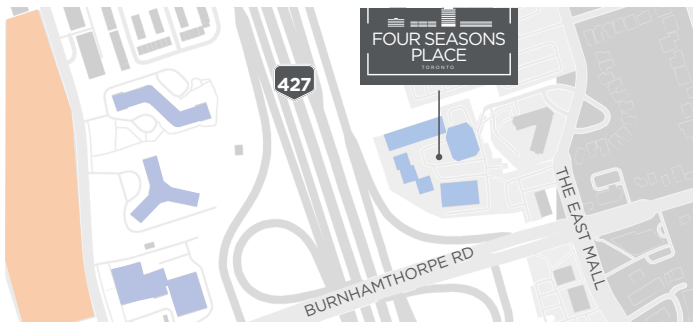 FOUR SEASONS
PLACE
TORONTO
427
THE EAST MALL
BURNHAMTHORPE RD